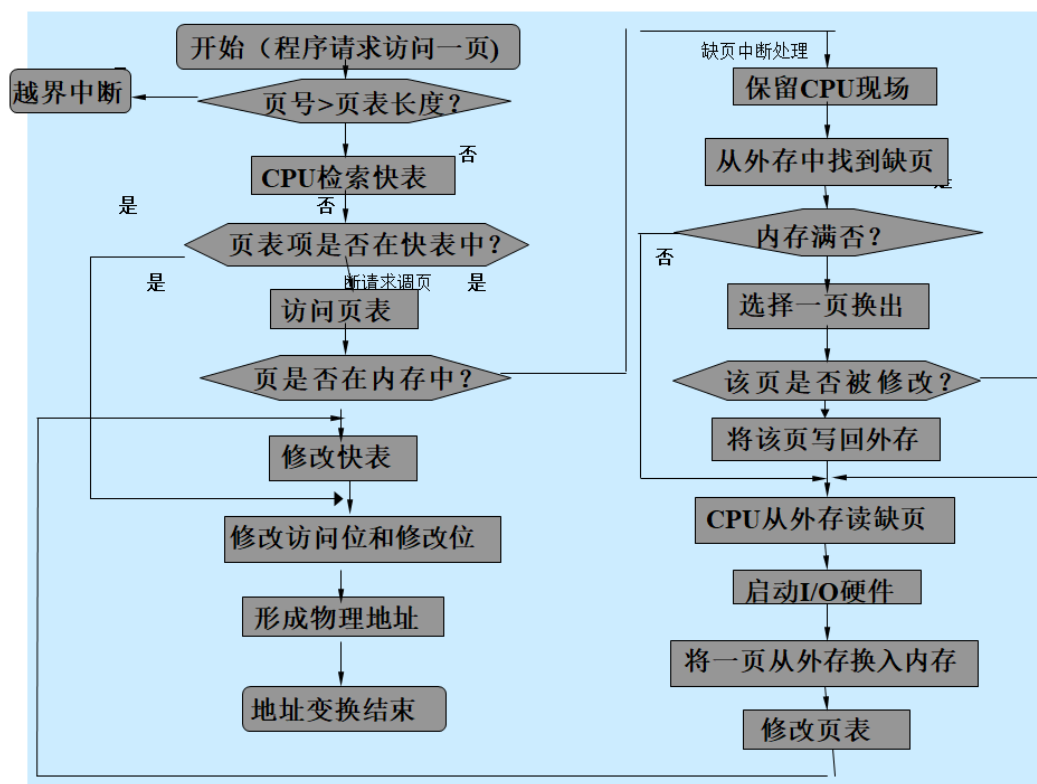 开始（程序请求访问一页)
越界中断
页号>页表长度？
否
CPU检索快表
是
否
页表项是否在快表中？
是
断请求调页
是
访问页表
页是否在内存中？
修改快表
修改访问位和修改位
形成物理地址
地址变换结束
缺页中断处理
保留CPU现场
从外存中找到缺页
内存满否？
否
选择一页换出
该页是否被修改？
将该页写回外存
CPU从外存读缺页
启动I/O硬件
将一页从外存换入内存
修改页表